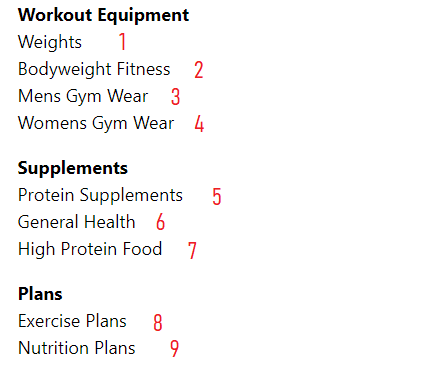 Workout Equipment
Weights 1
Bodyweight Fitness 2
Mens Gym Wear 3
Womens Gym Wear 4
Supplements
Protein Supplements 5
General Health 6
High Protein Food 7
Plans
Exercise Plans 8
Nutrition Plans 9